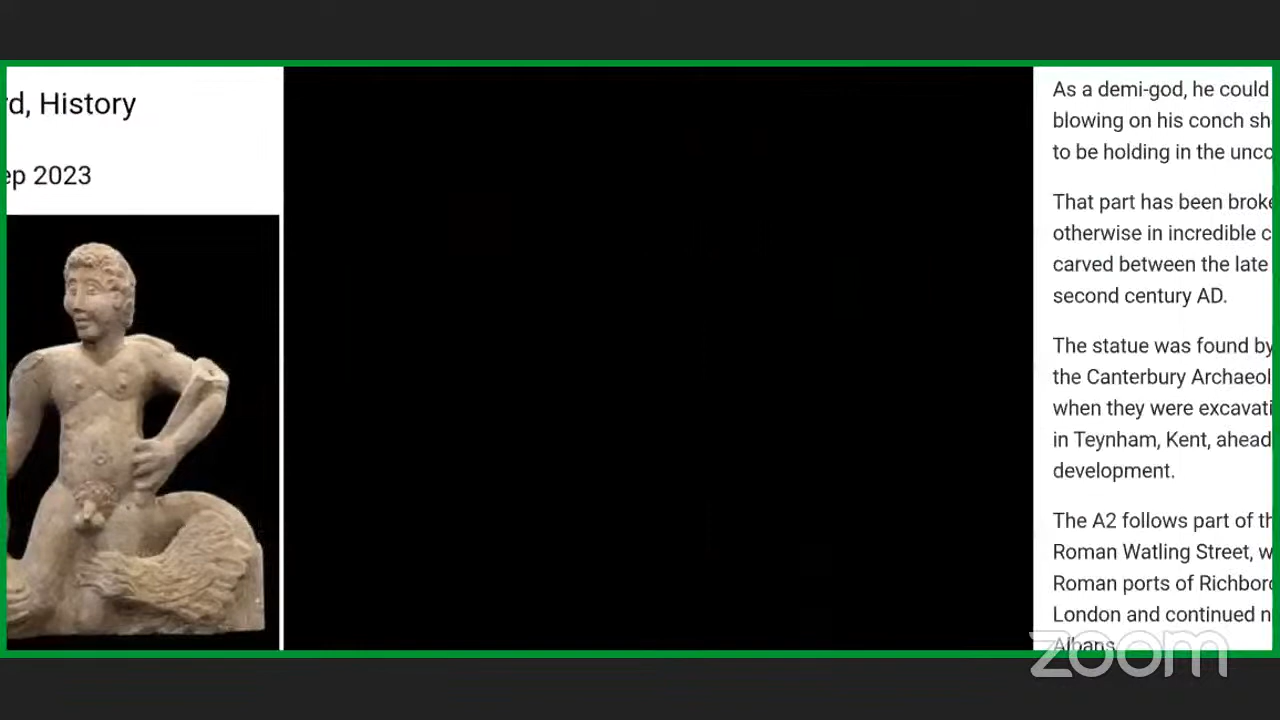 rd, History
ep 2023
As a demi-god, he could
blowing on his conch sh
to be holding in the unco
That part has been broke
otherwise in incredible c
carved between the late
second century AD.
The statue was found by
the Canterbury Archaeol
when they were excavati
in Teynham, Kent, ahead
development.
The A2 follows part of th
Roman Watling Street, w
Roman ports of Richboro
London and continued n
Albans
zoom